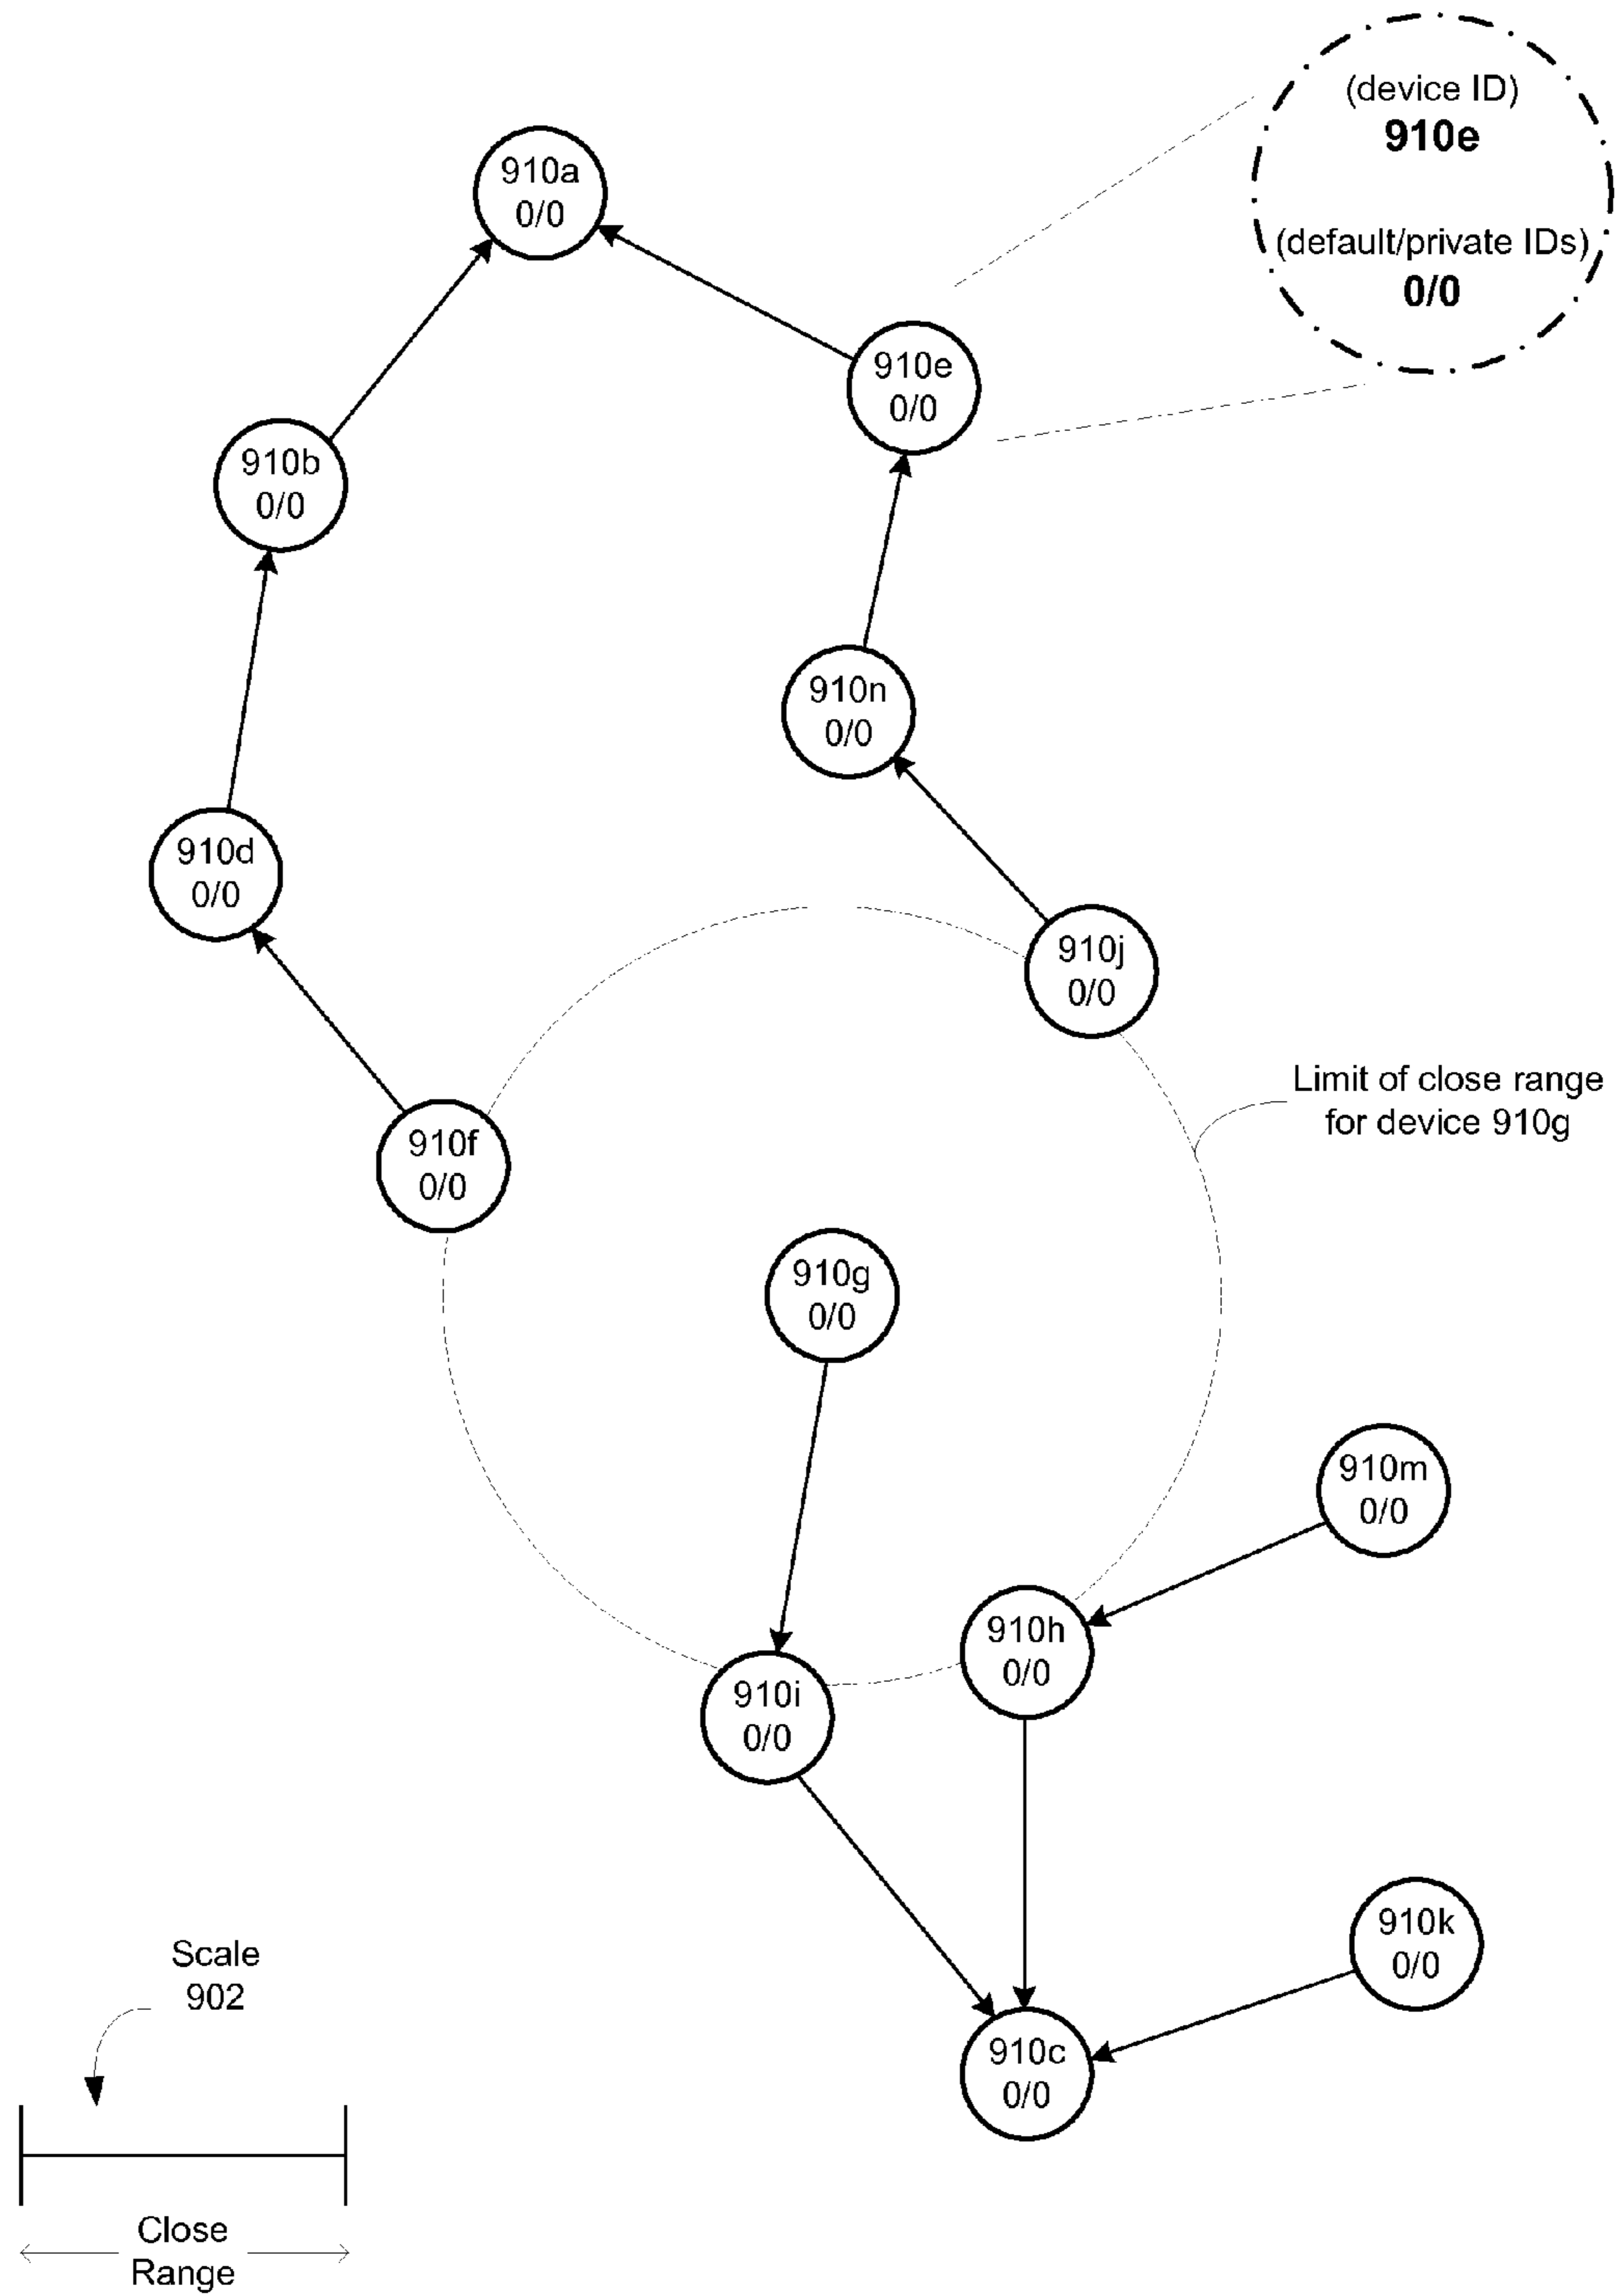 (device ID)
910e
(default/private IDs)
0/0
910a
0/0
910e
0/0
910b
0/0
910n
0/0
910d
0/0
910j
0/0
Limit of close range
for device 910g
910f
0/0
910g
0/0
910m
0/0
910h
0/0
910i
0/0
910k
0/0
Scale
902
910c
0/0
Close
Range